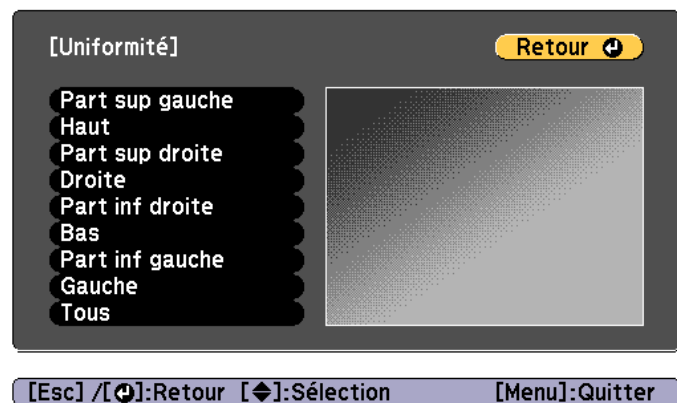 [Uniformité]
Retour
Part sup gauche
Haut
Part sup droite
Droite
Part inf droite
Bas
Part inf gauche
Gauche
Tous
[Esc] /[⏎]:Retour [◆]:Sélection [Menu]:Quitter